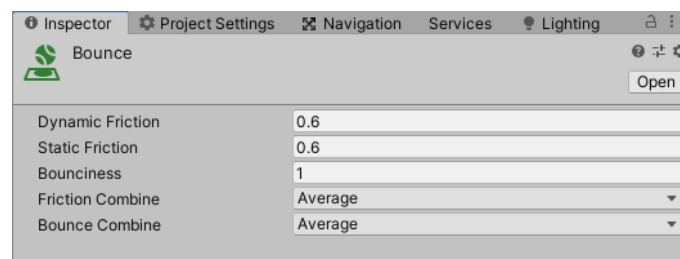 Inspector Project Settings Navigation Services Lighting
Bounce
Open
Dynamic Friction 0.6
Static Friction 0.6
Bounciness 1
Friction Combine Average
Bounce Combine Average